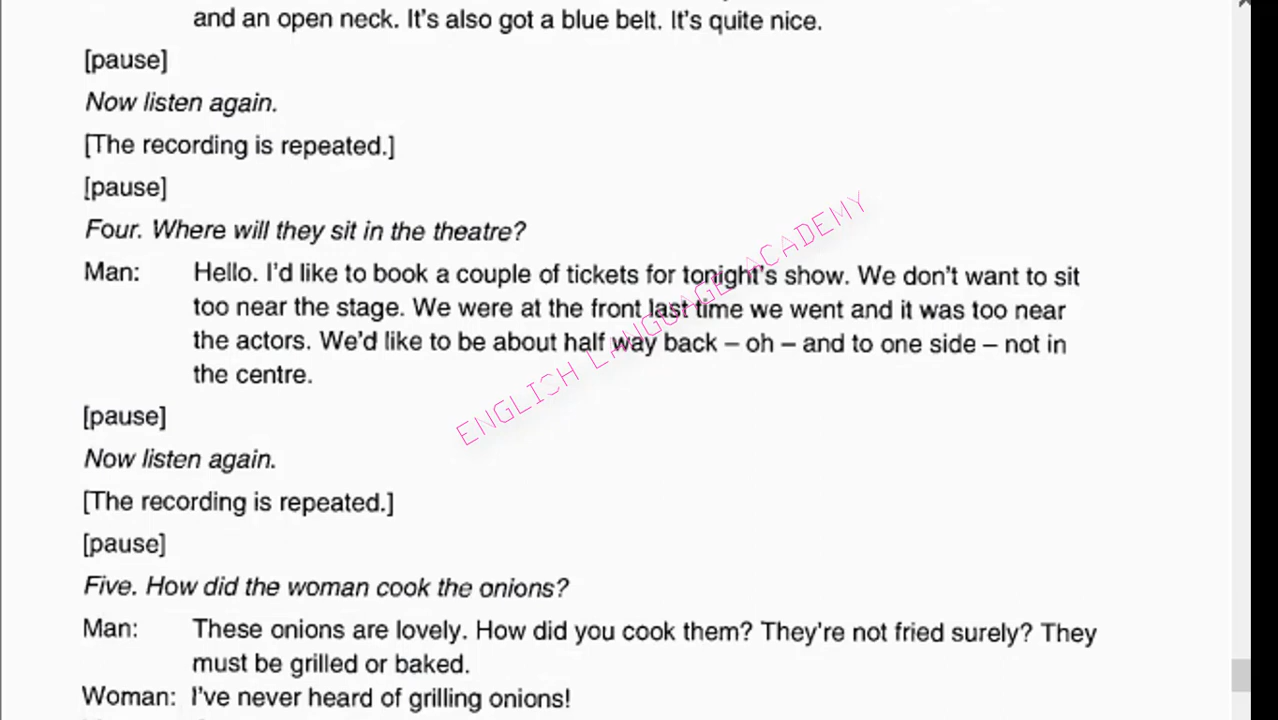 and an open neck. It's also got a blue belt. It's quite nice.
[pause]
Now listen again.
[The recording is repeated.]
[pause]
Four. Where will they sit in the theatre?
Man: Hello. I'd like to book a couple of tickets for tonight's show. We don't want to sit
too near the stage. We were at the front last time we went and it was too near
the actors. We'd like to be about half way back – oh – and to one side – not in
the centre.
[pause]
Now listen again.
[The recording is repeated.]
[pause]
Five. How did the woman cook the onions?
Man: These onions are lovely. How did you cook them? They're not fried surely? They
must be grilled or baked.
Woman: I've never heard of grilling onions!
ENGLISH LANGUAGE ACADEMY